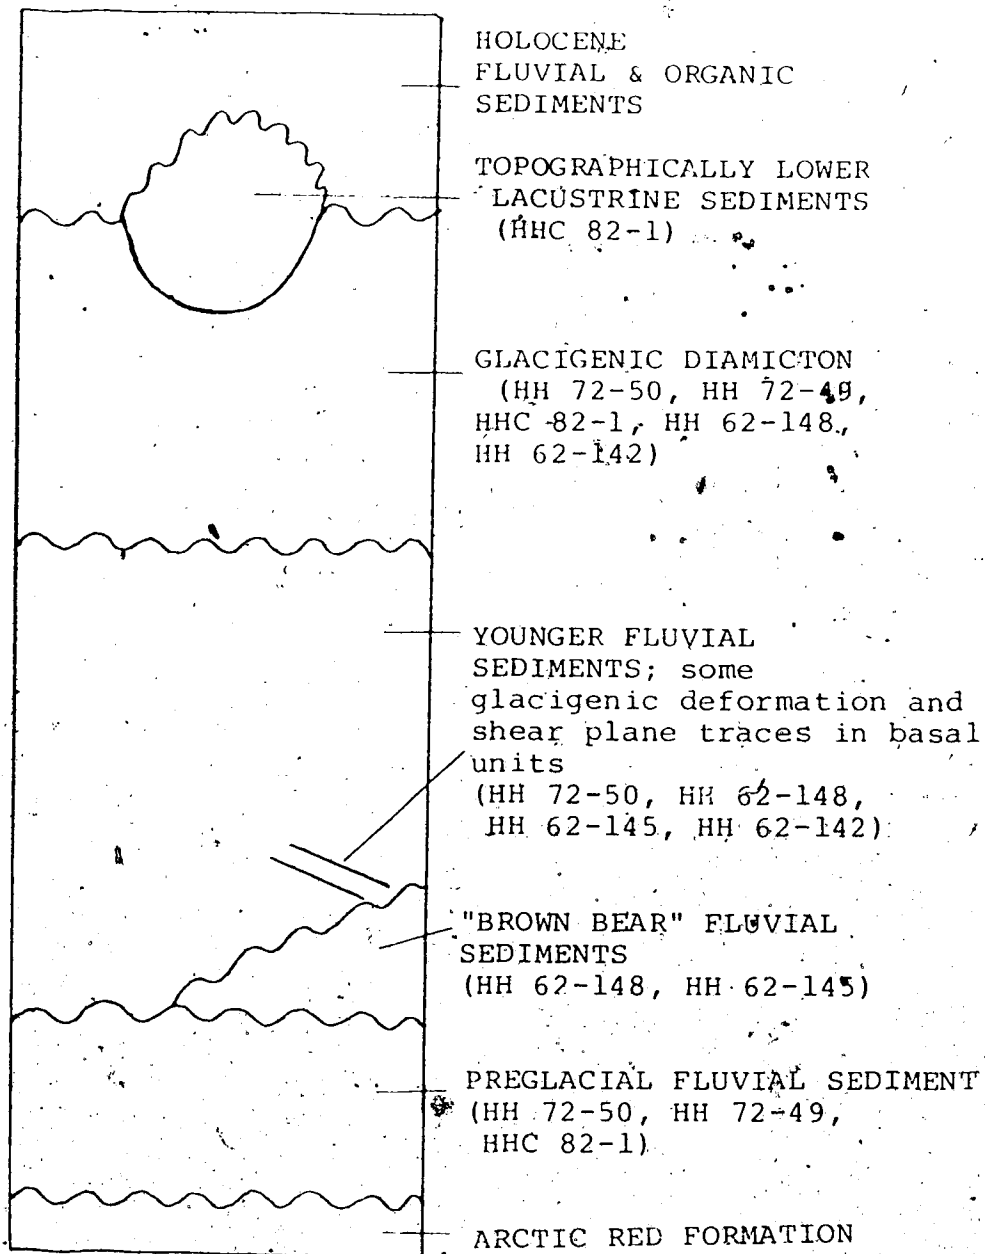 HOLOCENE
FLUVIAL & ORGANIC
SEDIMENTS
TOPOGRAPHICALLY LOWER
LACUSTRINE SEDIMENTS
(HHC 82-1)
GLACIGENIC DIAMICTON
(HH 72-50, HH 72-49,
HHC 82-1, HH 62-148,
HH 62-142)
YOUNGER FLUVIAL
SEDIMENTS; some
glacigenic deformation and
shear plane traces in basal
units
(HH 72-50, HH 62-148,
HH 62-145, HH 62-142)
"BROWN BEAR" FLUVIAL
SEDIMENTS
(HH 62-148, HH 62-145)
PREGLACIAL FLUVIAL SEDIMENT
(HH 72-50, HH 72-49,
HHC 82-1)
ARCTIC RED FORMATION